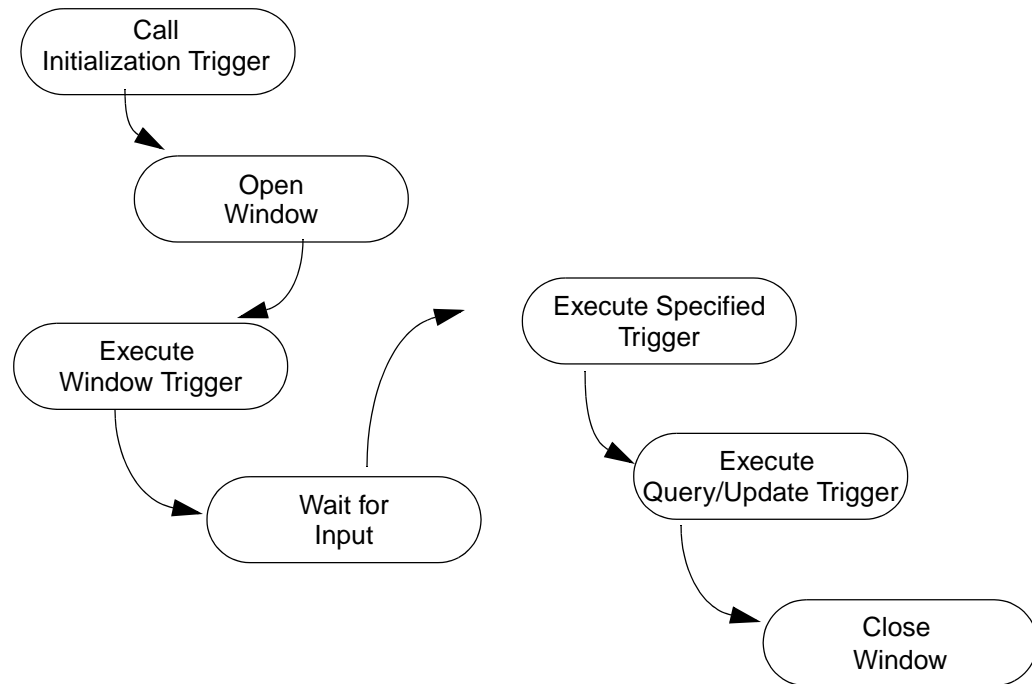 Call
Initialization Trigger
Open
Window
Execute
Window Trigger
Wait for
Input
Execute Specified
Trigger
Execute
Query/Update Trigger
Close
Window